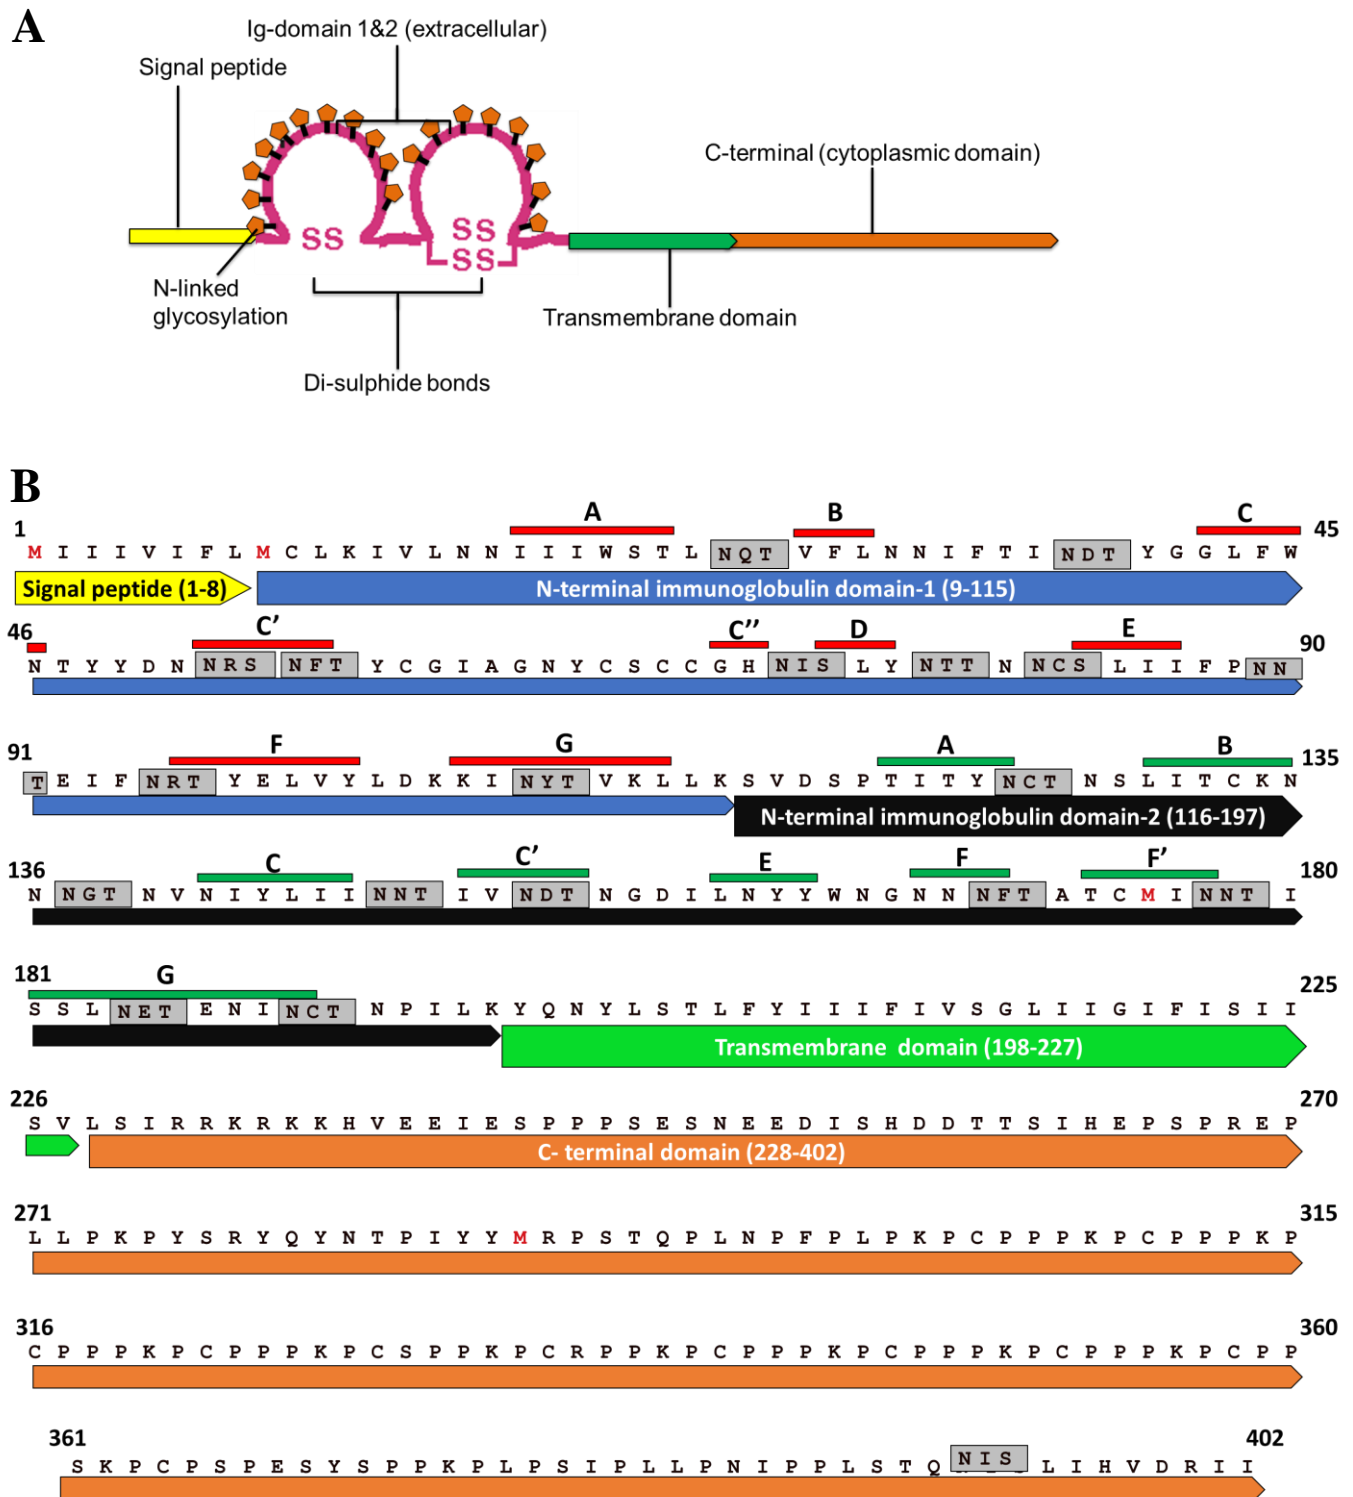 A
Ig-domain 1&2 (extracellular)
Signal peptide
C-terminal (cytoplasmic domain)
SS
SS
SS
N-linked
glycosylation
Transmembrane domain
Di-sulphide bonds
B
A B C
1 45
M I I I V I F L M C L K I V L N N I I I W S T L N Q T V F L N N I F T I N D T Y G G L F W
Signal peptide (1-8) N-terminal immunoglobulin domain-1 (9-115)
C’ C’’ D E
46 90
N T Y Y D N N R S N F T Y C G I A G N Y C S C C G H N I S L Y N T T N N C S L I I F P N N
F G A B
91 135
T E I F N R T Y E L V Y L D K K I N Y T V K L L K S V D S P T I T Y N C T N S L I T C K N
N-terminal immunoglobulin domain-2 (116-197)
C C’ E F F’
136 180
N N G T N V N I Y L I I N N T I V N D T N G D I L N Y Y W N G N N N F T A T C M I N N T I
G
181 225
S S L N E T E N I N C T N P I L K Y Q N Y L S T L F Y I I I F I V S G L I I G I F I S I I
Transmembrane domain (198-227)
226 270
S V L S I R R K R K K H V E E I E S P P P S E S N E E D I S H D D T T S I H E P S P R E P
C- terminal domain (228-402)
271 315
L L P K P Y S R Y Q Y N T P I Y Y M R P S T Q P L N P F P L P K P C P P P K P C P P P K P
316 360
C P P P K P C P P P K P C S P P K P C R P P K P C P P P K P C P P P K P C P P P K P C P P
361 402
S K P C P S P E S Y S P P K P L P S I P L L P N I P P L S T Q N I S L I H V D R I I